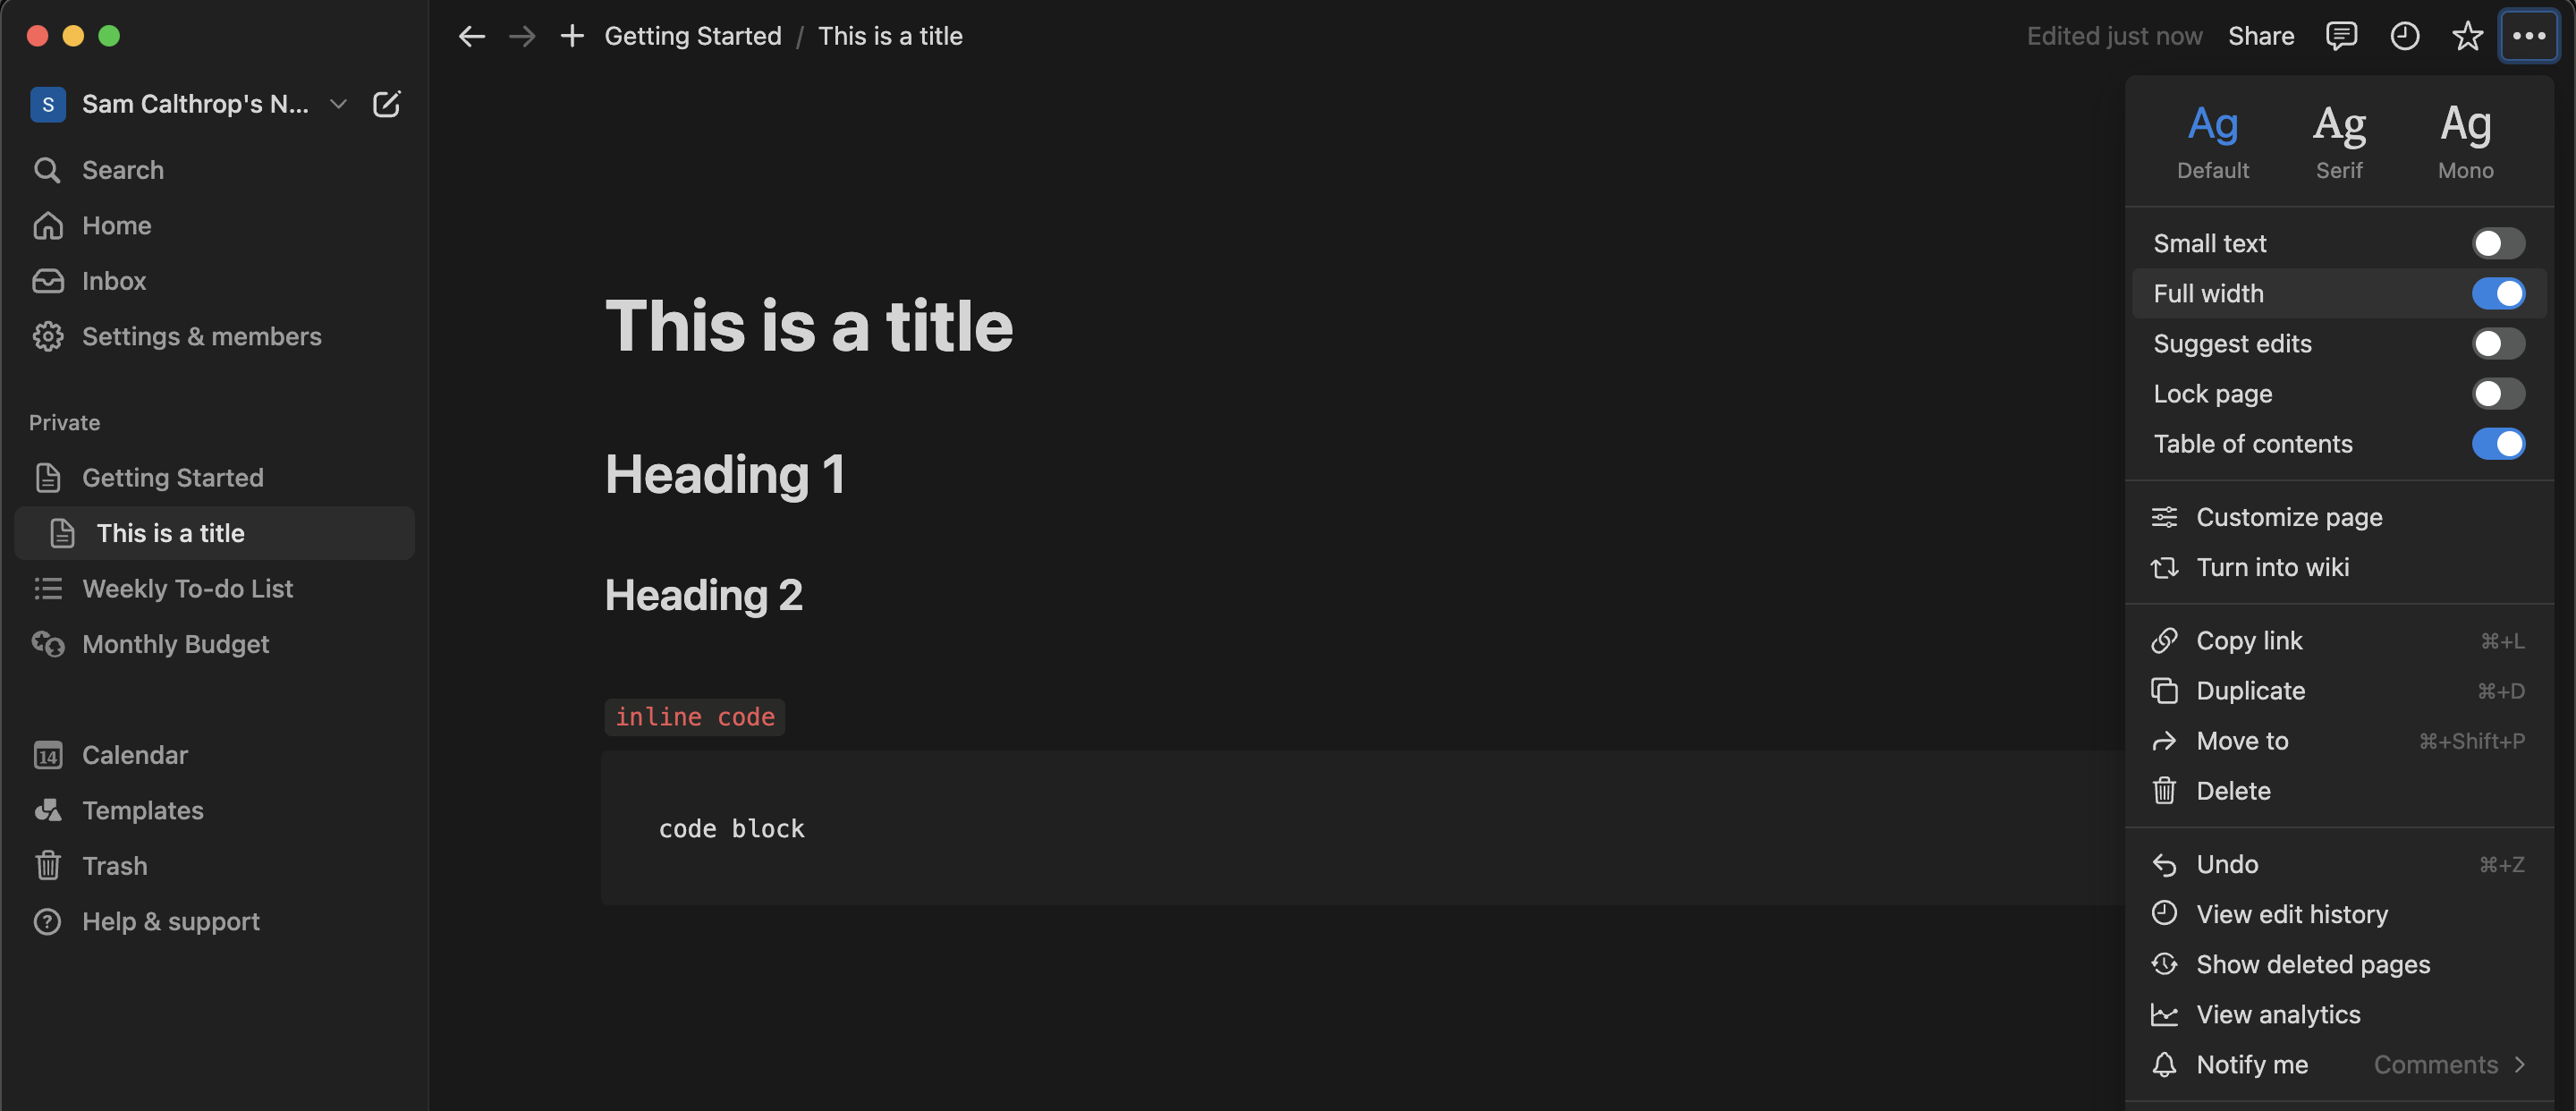 Getting Started / This is a title
Edited just now Share
S Sam Calthrop's N...
Search
Home
Inbox
Settings & members
Private
Getting Started
This is a title
Weekly To-do List
Monthly Budget
14 Calendar
Templates
Trash
Help & support
This is a title
Heading 1
Heading 2
inline code
code block
Ag Ag Ag
Default Serif Mono
Small text
Full width
Suggest edits
Lock page
Table of contents
Customize page
Turn into wiki
Copy link ⌘+L
Duplicate ⌘+D
Move to ⌘+Shift+P
Delete
Undo ⌘+Z
View edit history
Show deleted pages
View analytics
Notify me Comments